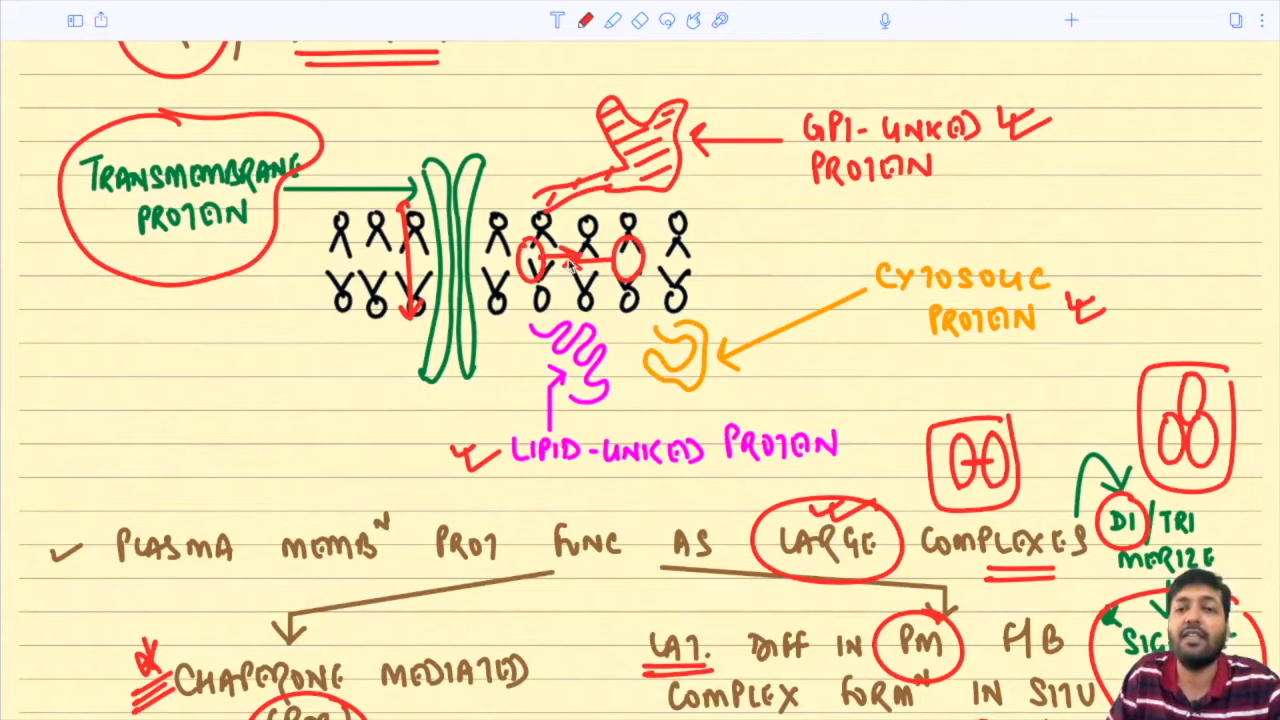 TRANSMEMBRANE
PROTEIN
GPI-LINKED
PROTEIN
CYTOSOLIC
PROTEIN
LIPID-LINKED PROTEIN
PLASMA MEMBᴺ PROT FUNC AS LARGE COMPLEXES
DI/TRI
MERIZE
CHAPERONE MEDIATED
LAT. DIFF IN PM F/B
COMPLEX FORMᴺ IN SITU